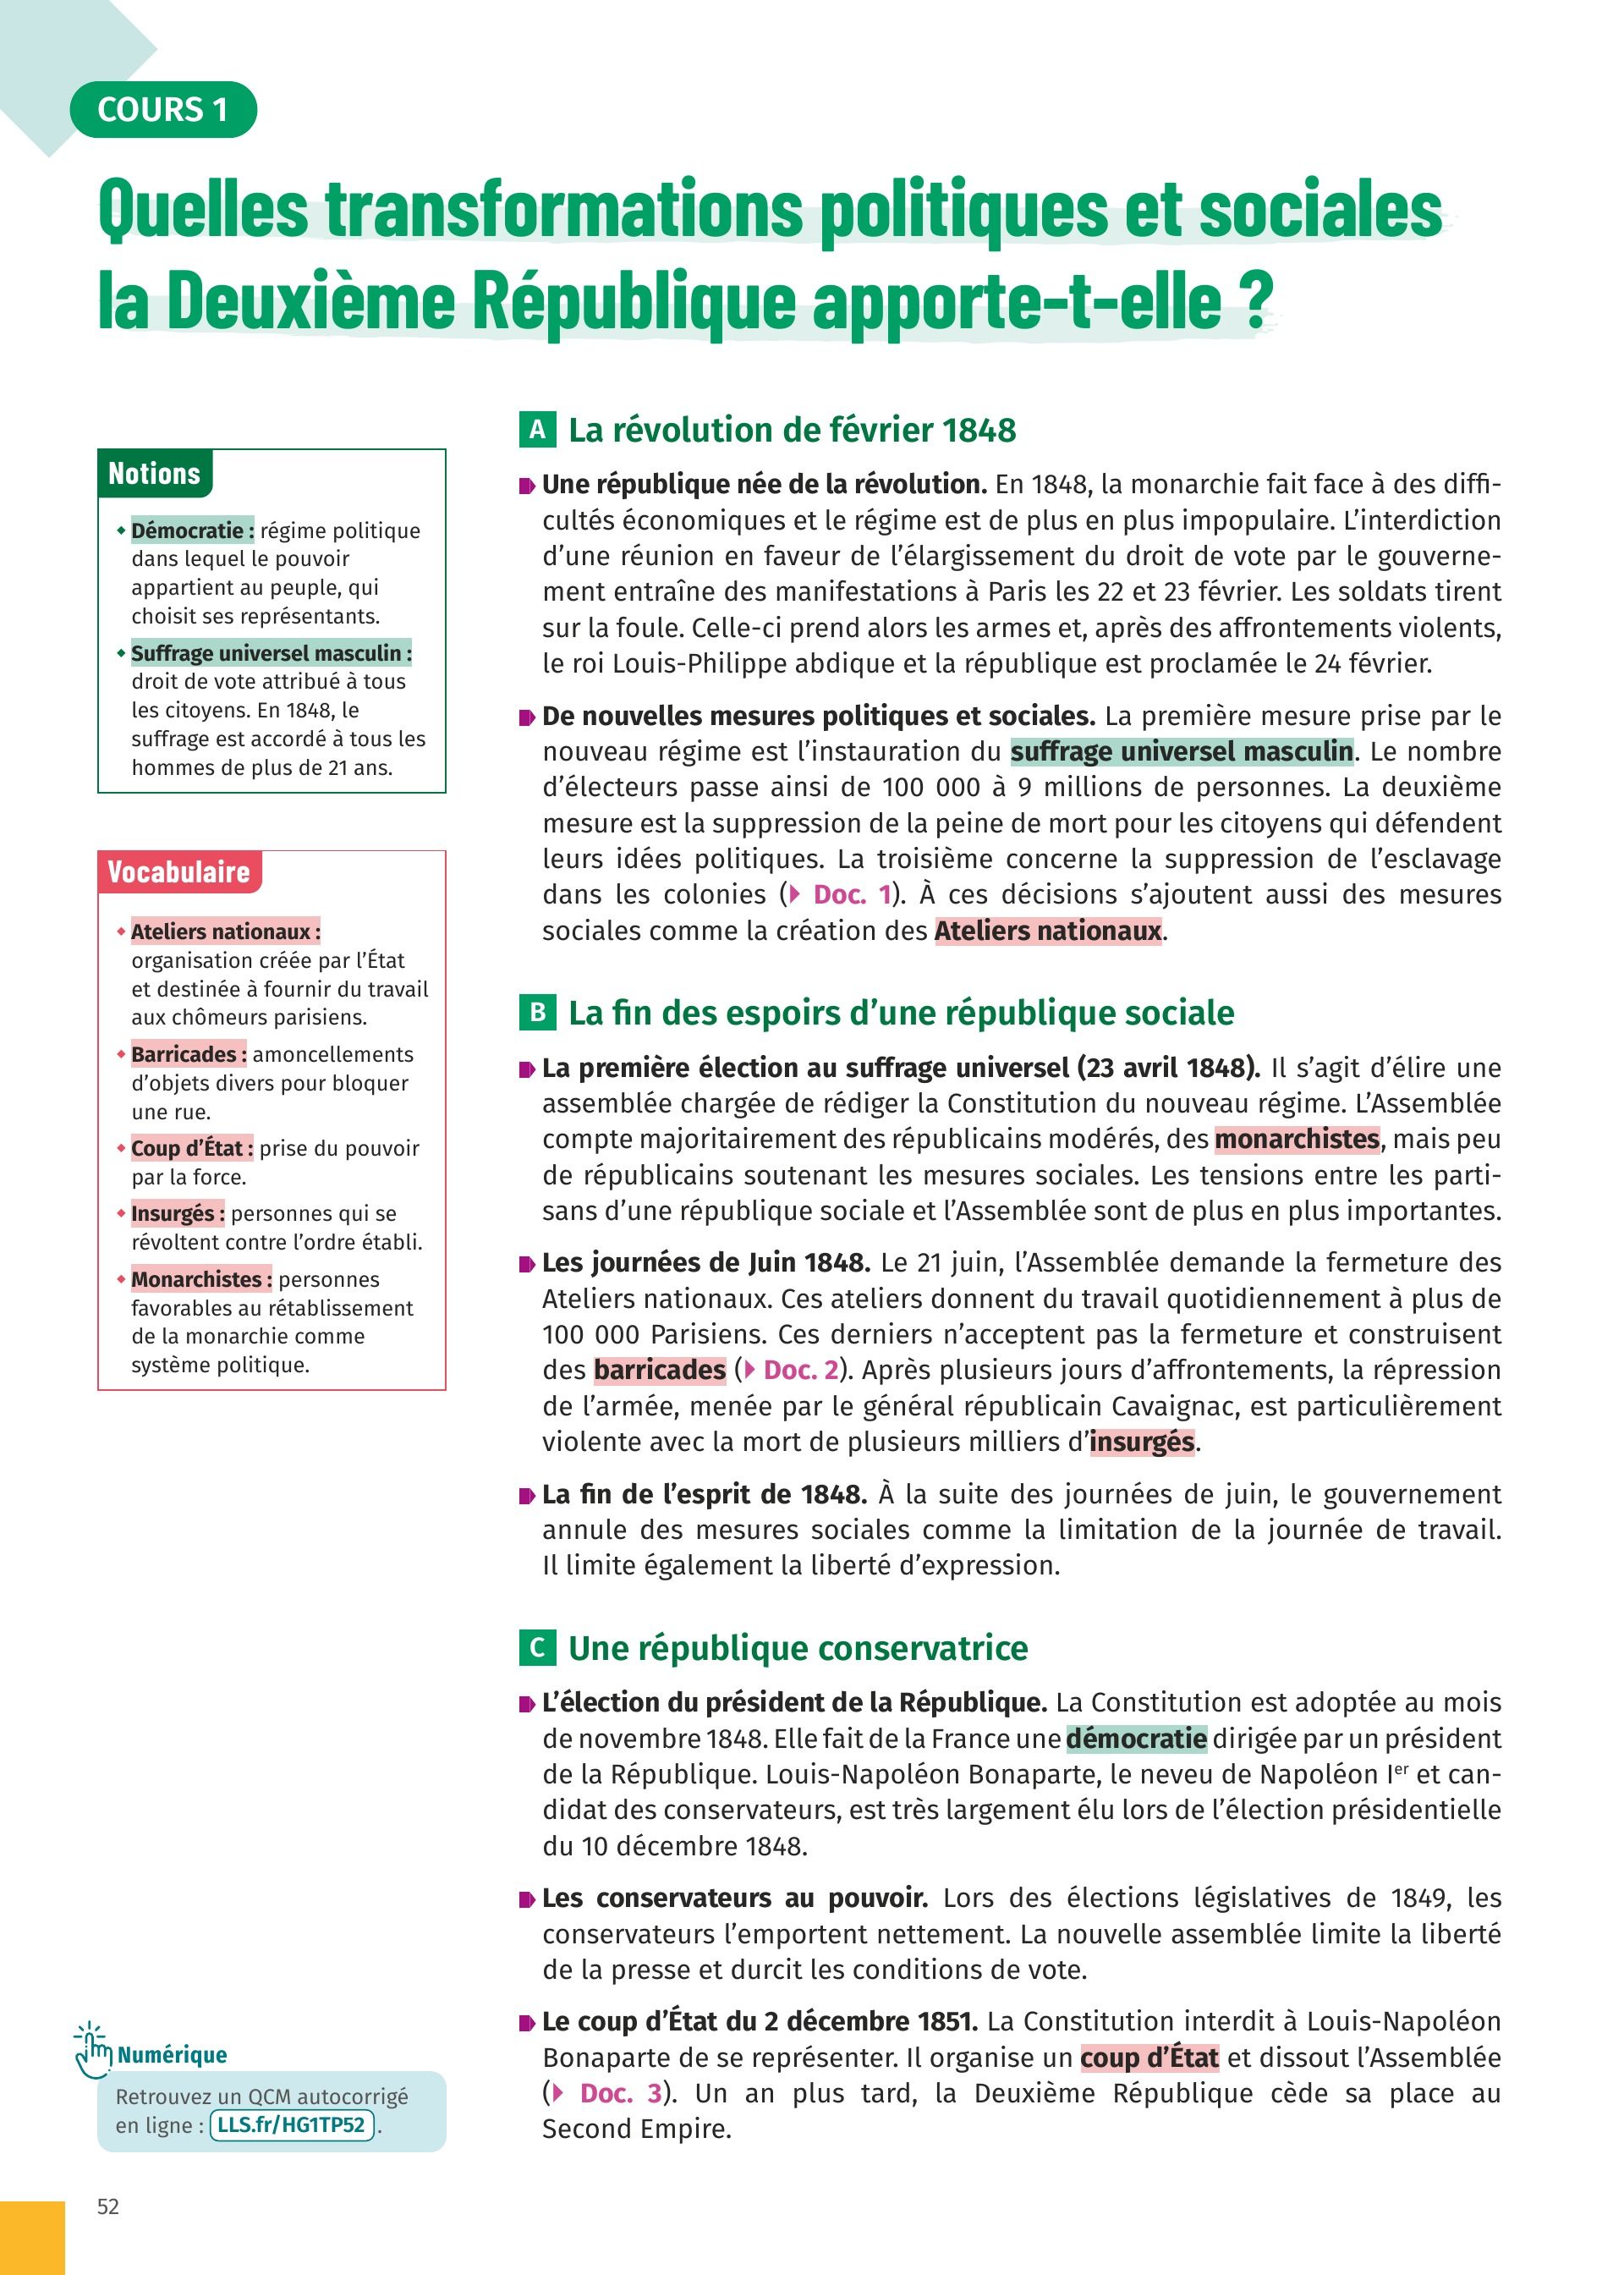 COURS 1
Quelles transformations politiques et sociales
la Deuxième République apporte-t-elle ?
Notions
Démocratie : régime politique
dans lequel le pouvoir
appartient au peuple, qui
choisit ses représentants.
Suffrage universel masculin :
droit de vote attribué à tous
les citoyens. En 1848, le
suffrage est accordé à tous les
hommes de plus de 21 ans.
Vocabulaire
Ateliers nationaux :
organisation créée par l’État
et destinée à fournir du travail
aux chômeurs parisiens.
Barricades : amoncellements
d’objets divers pour bloquer
une rue.
Coup d’État : prise du pouvoir
par la force.
Insurgés : personnes qui se
révoltent contre l’ordre établi.
Monarchistes : personnes
favorables au rétablissement
de la monarchie comme
système politique.
Numérique
Retrouvez un QCM autocorrigé
en ligne : LLS.fr/HG1TP52 .
A La révolution de février 1848
Une république née de la révolution. En 1848, la monarchie fait face à des diffi-
cultés économiques et le régime est de plus en plus impopulaire. L’interdiction
d’une réunion en faveur de l’élargissement du droit de vote par le gouverne-
ment entraîne des manifestations à Paris les 22 et 23 février. Les soldats tirent
sur la foule. Celle-ci prend alors les armes et, après des affrontements violents,
le roi Louis-Philippe abdique et la république est proclamée le 24 février.
De nouvelles mesures politiques et sociales. La première mesure prise par le
nouveau régime est l’instauration du suffrage universel masculin. Le nombre
d’électeurs passe ainsi de 100 000 à 9 millions de personnes. La deuxième
mesure est la suppression de la peine de mort pour les citoyens qui défendent
leurs idées politiques. La troisième concerne la suppression de l’esclavage
dans les colonies (▶ Doc. 1). À ces décisions s’ajoutent aussi des mesures
sociales comme la création des Ateliers nationaux.
B La fin des espoirs d’une république sociale
La première élection au suffrage universel (23 avril 1848). Il s’agit d’élire une
assemblée chargée de rédiger la Constitution du nouveau régime. L’Assemblée
compte majoritairement des républicains modérés, des monarchistes, mais peu
de républicains soutenant les mesures sociales. Les tensions entre les parti-
sans d’une république sociale et l’Assemblée sont de plus en plus importantes.
Les journées de Juin 1848. Le 21 juin, l’Assemblée demande la fermeture des
Ateliers nationaux. Ces ateliers donnent du travail quotidiennement à plus de
100 000 Parisiens. Ces derniers n’acceptent pas la fermeture et construisent
des barricades (▶ Doc. 2). Après plusieurs jours d’affrontements, la répression
de l’armée, menée par le général républicain Cavaignac, est particulièrement
violente avec la mort de plusieurs milliers d’insurgés.
La fin de l’esprit de 1848. À la suite des journées de juin, le gouvernement
annule des mesures sociales comme la limitation de la journée de travail.
Il limite également la liberté d’expression.
C Une république conservatrice
L’élection du président de la République. La Constitution est adoptée au mois
de novembre 1848. Elle fait de la France une démocratie dirigée par un président
de la République. Louis-Napoléon Bonaparte, le neveu de Napoléon Ier et can-
didat des conservateurs, est très largement élu lors de l’élection présidentielle
du 10 décembre 1848.
Les conservateurs au pouvoir. Lors des élections législatives de 1849, les
conservateurs l’emportent nettement. La nouvelle assemblée limite la liberté
de la presse et durcit les conditions de vote.
Le coup d’État du 2 décembre 1851. La Constitution interdit à Louis-Napoléon
Bonaparte de se représenter. Il organise un coup d’État et dissout l’Assemblée
(▶ Doc. 3). Un an plus tard, la Deuxième République cède sa place au
Second Empire.
52